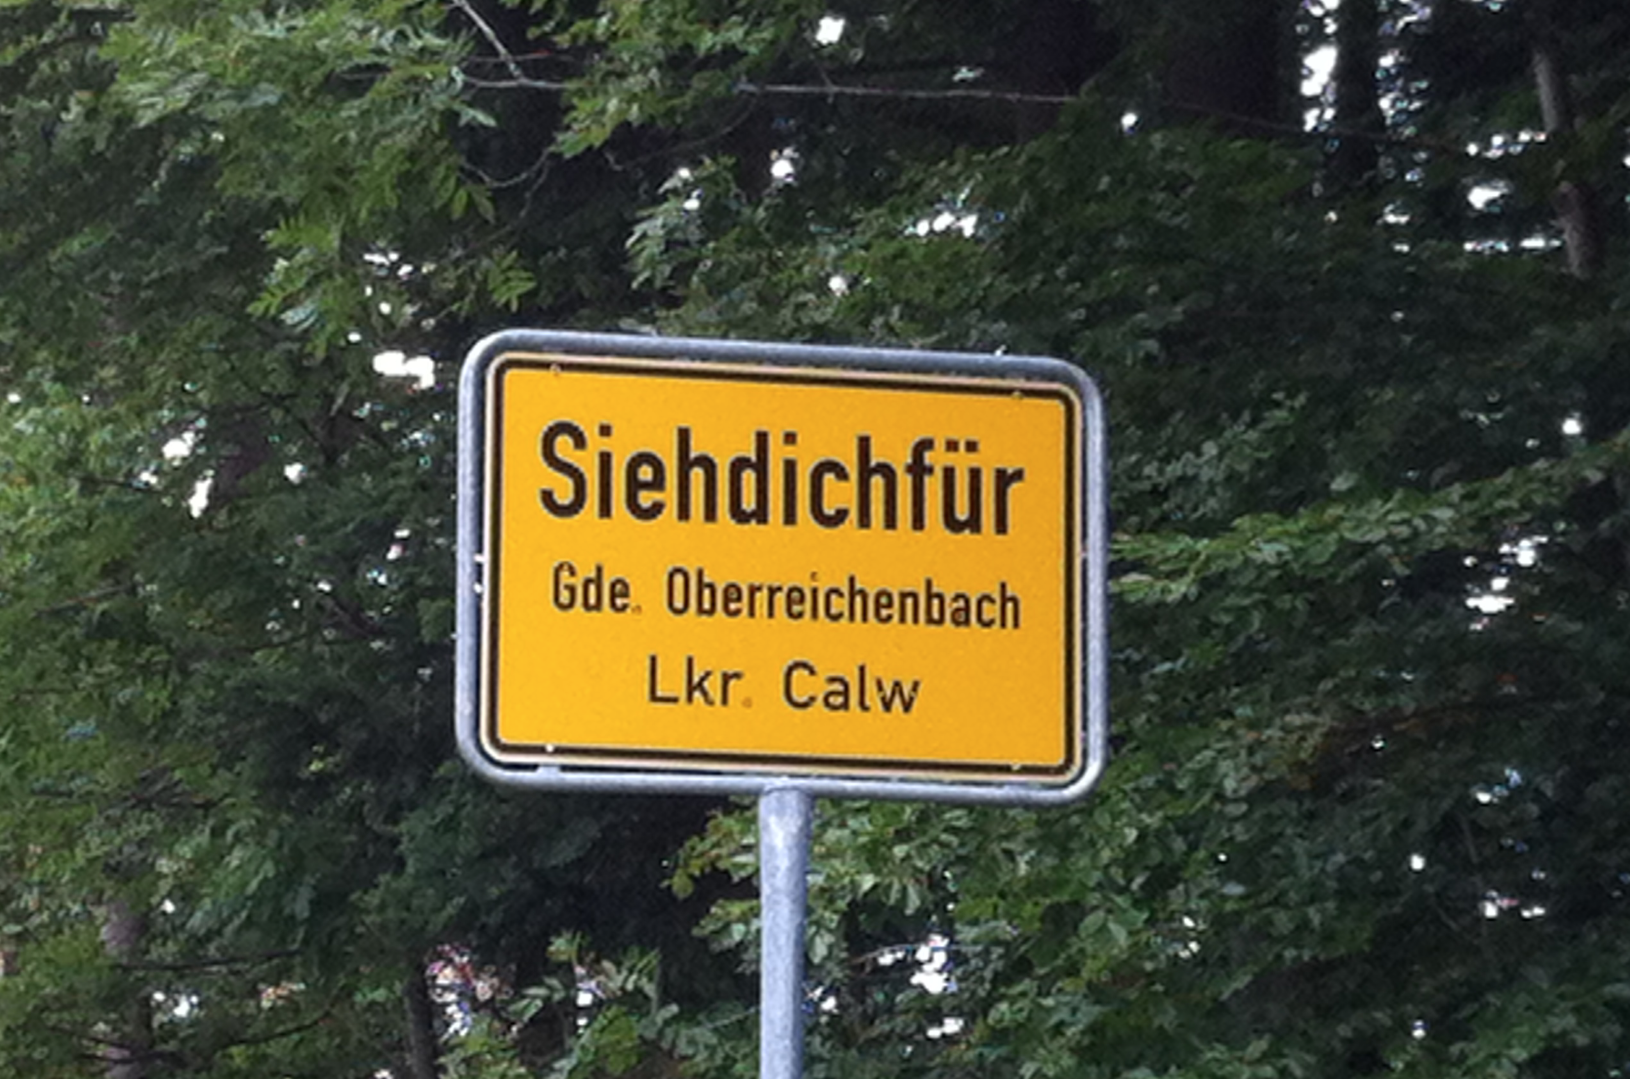 Siehdichfür
Gde. Oberreichenbach
Lkr. Calw